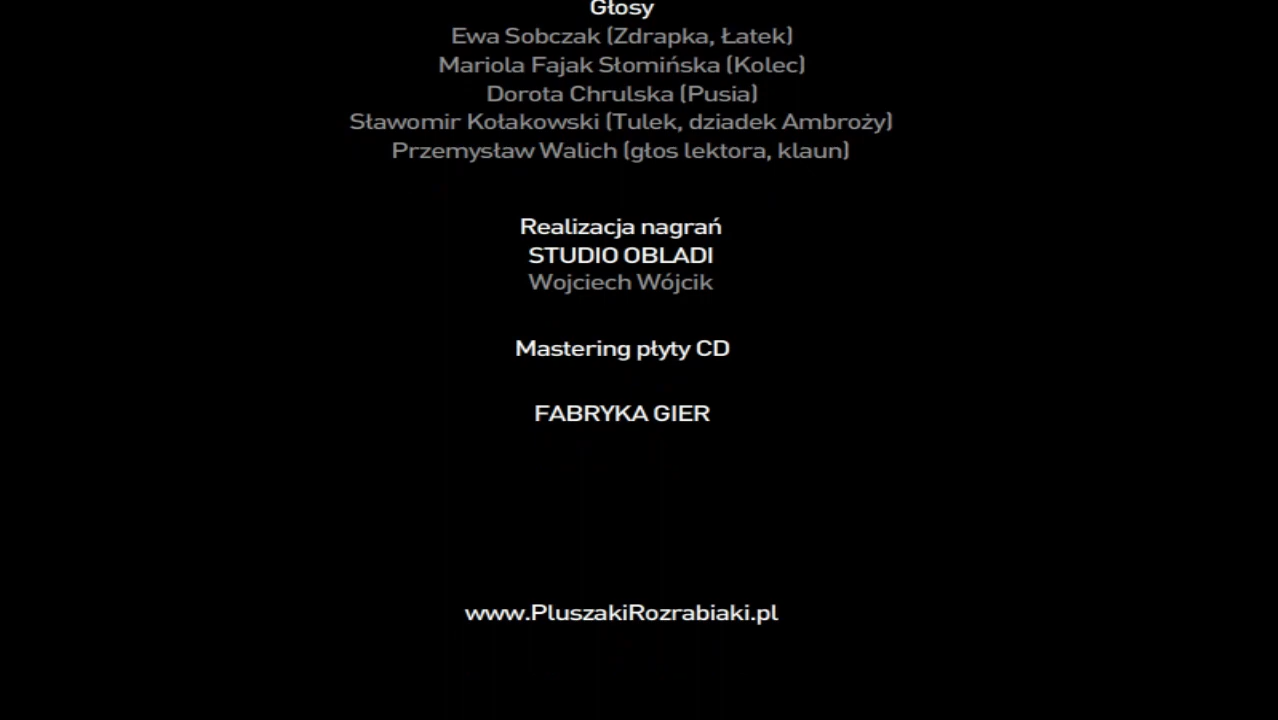 Głosy
Ewa Sobczak (Zdrapka, Łatek)
Mariola Fajak Słomińska (Kolec)
Dorota Chrulska (Pusia)
Sławomir Kołakowski (Tulek, dziadek Ambroży)
Przemysław Walich (głos lektora, klaun)
Realizacja nagrań
STUDIO OBLADI
Wojciech Wójcik
Mastering płyty CD
FABRYKA GIER
www.PluszakiRozrabiaki.pl